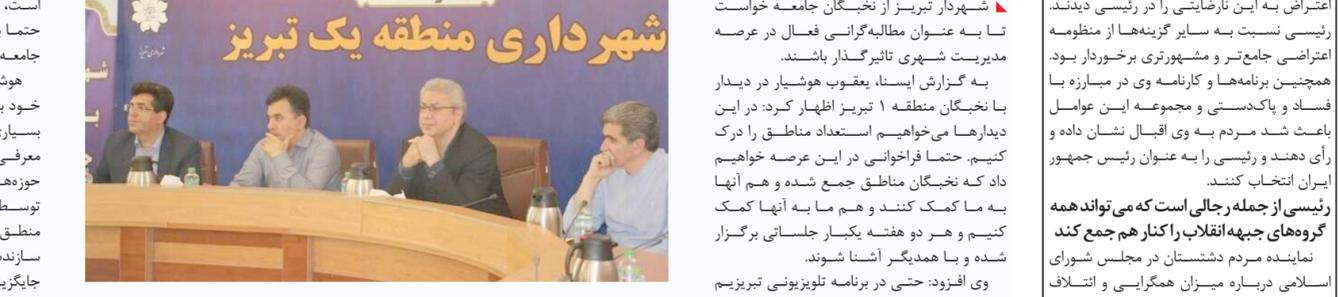 اعتراض به این نارضایتی را در رئیسی دیدند.
رئیسی نسبت به سایر گزینه‌ها از منظومه
اعتراضی جامع‌تر و مشهورتری برخوردار بود.
همچنین برنامه‌ها و کارنامه وی در مبارزه با
فساد و پاک‌دستی و مجموعه این عوامل
باعث شد مردم به وی اقبال نشان داده و
رأی دهند و رئیسی را به عنوان رئیس جمهور
ایران انتخاب کنند.
رئیسی از جمله رجالی است که می‌تواند همه
گروه‌های جبهه انقلاب را کنار هم جمع کند
نماینده مردم دشتستان در مجلس شورای
اسلامی درباره میزان همگرایی و ائتلاف
شهردار تبریز از نخبگان جامعه خواست
تا به عنوان مطالبه‌گرانی فعال در عرصه
مدیریت شهری تاثیرگذار باشند.
به گزارش ایسنا، یعقوب هوشیار در دیدار
با نخبگان منطقه ۱ تبریز اظهار کرد: در این
دیدارها می‌خواهیم استعداد مناطق را درک
کنیم. حتما فراخوانی در این عرصه خواهیم
داد که نخبگان مناطق جمع شده و هم آنها
به ما کمک کنند و هم ما به آنها کمک
کنیم و هر دو هفته یکبار جلساتی برگزار
شده و با همدیگر آشنا شوند.
وی افزود: حتی در برنامه تلویزیونی تبریزیم
شهرداری منطقه یک تبریز
است،
حتما
جامعه
هوش
خود ب
بسیار
معرفی
حوزه‌ه
توسط
منطق
سازند
جایگزی